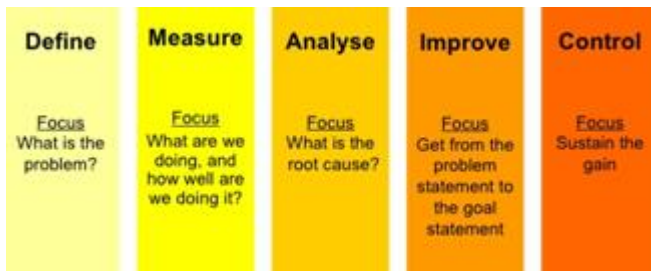 Define
Focus
What is the
problem?
Measure
Focus
What are we
doing, and
how well are
we doing it?
Analyse
Focus
What is the
root cause?
Improve
Focus
Get from the
problem
statement to
the goal
statement
Control
Focus
Sustain the
gain